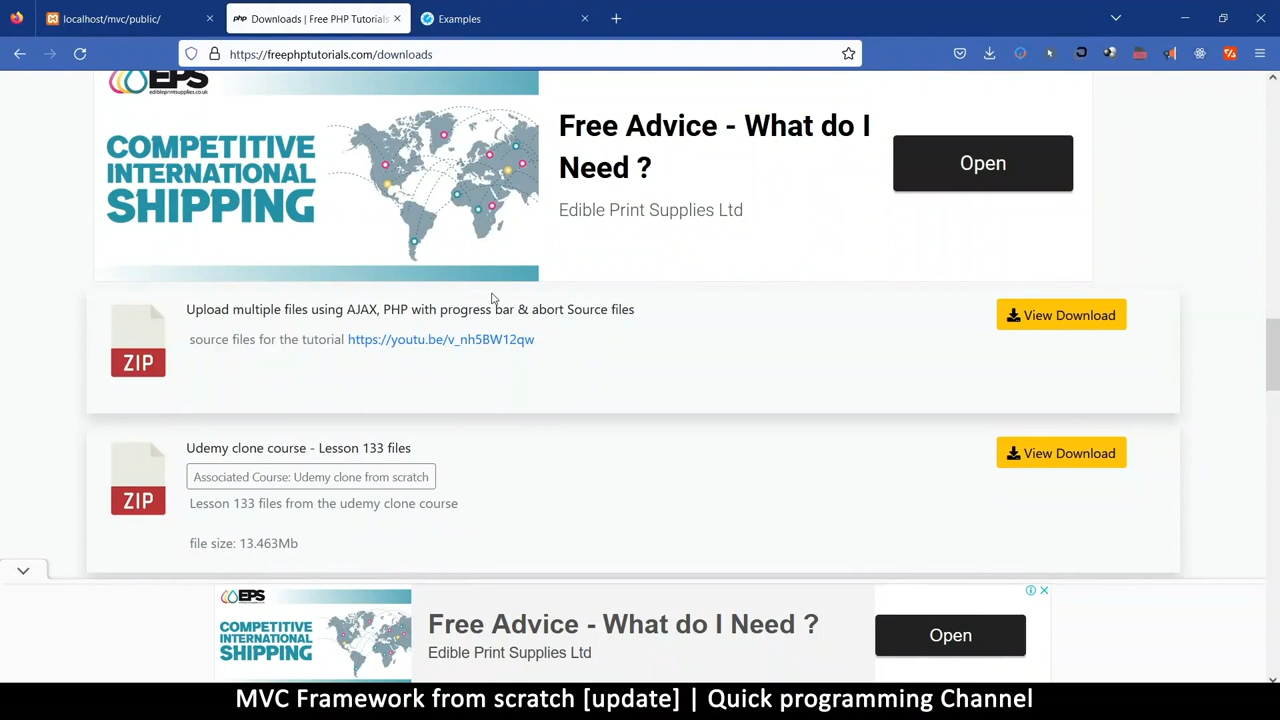 localhost/mvc/public/
php Downloads | Free PHP Tutorials
Examples
https://freephptutorials.com/downloads
EPS
edibleprintsupplies.co.uk
COMPETITIVE
INTERNATIONAL
SHIPPING
Free Advice - What do I
Need ?
Edible Print Supplies Ltd
Open
Upload multiple files using AJAX, PHP with progress bar & abort Source files
source files for the tutorial https://youtu.be/v_nh5BW12qw
View Download
ZIP
Udemy clone course - Lesson 133 files
Associated Course: Udemy clone from scratch
Lesson 133 files from the udemy clone course
file size: 13.463Mb
View Download
ZIP
EPS
COMPETITIVE
INTERNATIONAL
SHIPPING
Free Advice - What do I Need ?
Edible Print Supplies Ltd
Open
MVC Framework from scratch [update] | Quick programming Channel